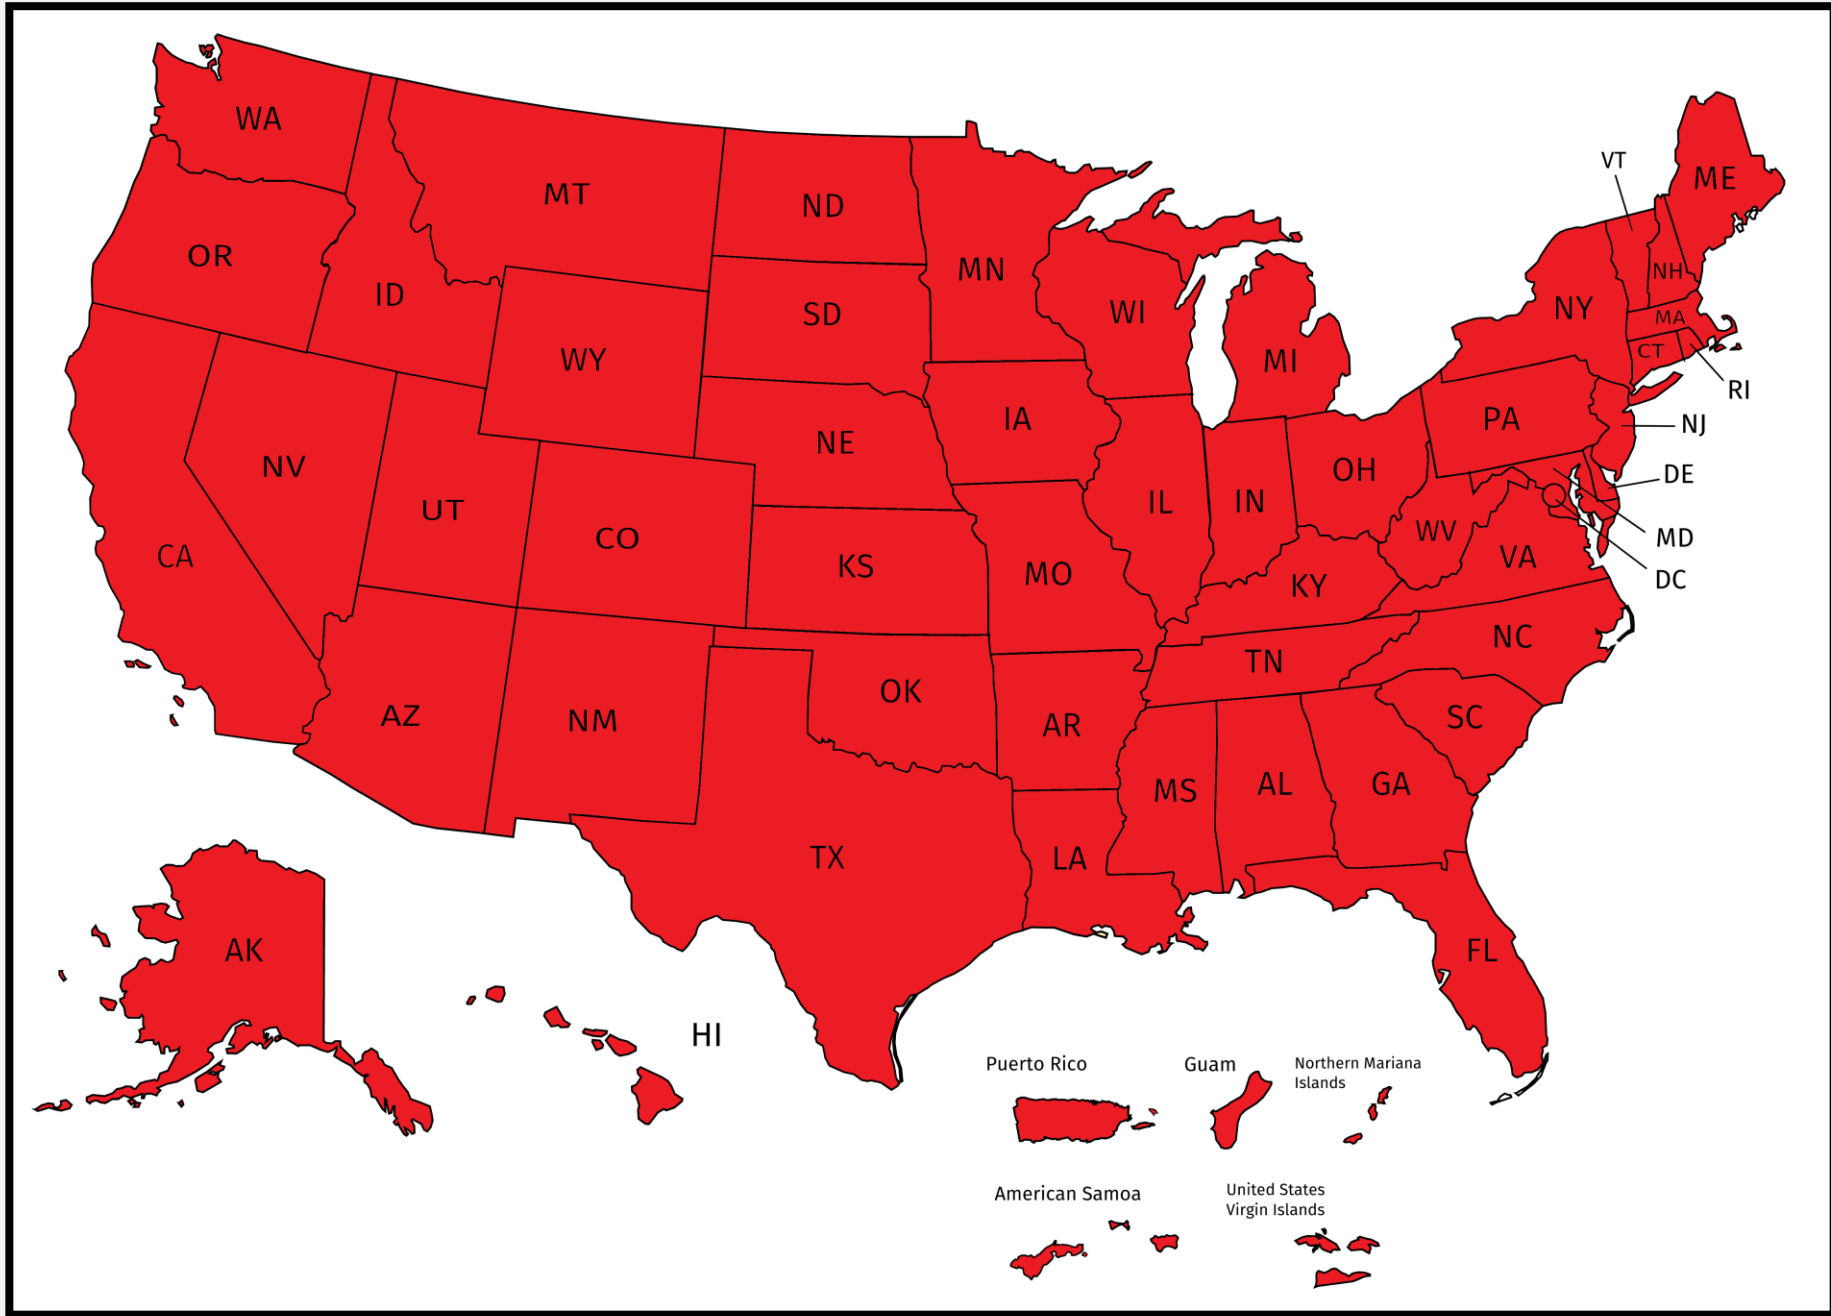 WA
MT
ND
MN
VT
ME
OR
ID
SD
WI
NY
NH
MA
CT
RI
WY
MI
IA
PA
NJ
NE
NV
UT
CO
IL
IN
OH
DE
MD
DC
CA
KS
MO
WV
VA
KY
NC
TN
SC
AZ
NM
OK
AR
MS
AL
GA
TX
LA
FL
AK
HI
Puerto Rico
Guam
Northern Mariana
Islands
American Samoa
United States
Virgin Islands